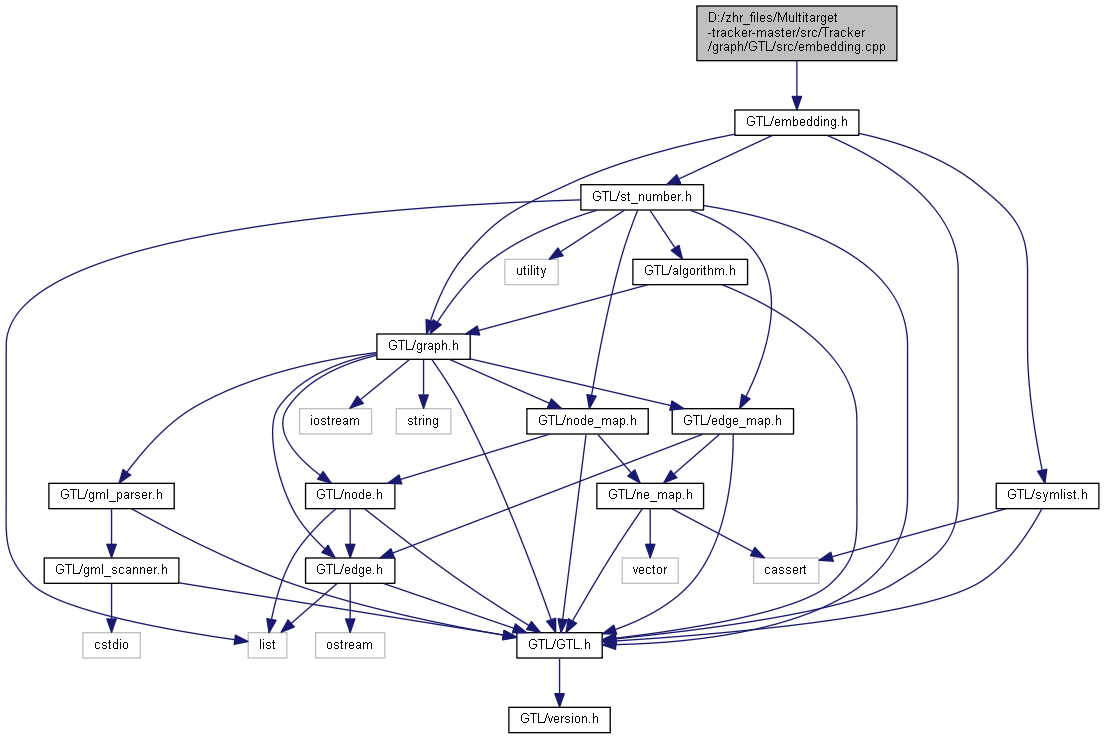 D:/zhr_files/Multitarget
-tracker-master/src/Tracker
/graph/GTL/src/embedding.cpp
GTL/embedding.h
GTL/st_number.h
utility
GTL/algorithm.h
GTL/graph.h
iostream
string
GTL/node_map.h
GTL/edge_map.h
GTL/gml_parser.h
GTL/node.h
GTL/ne_map.h
GTL/symlist.h
GTL/gml_scanner.h
GTL/edge.h
vector
cassert
cstdio
list
ostream
GTL/GTL.h
GTL/version.h